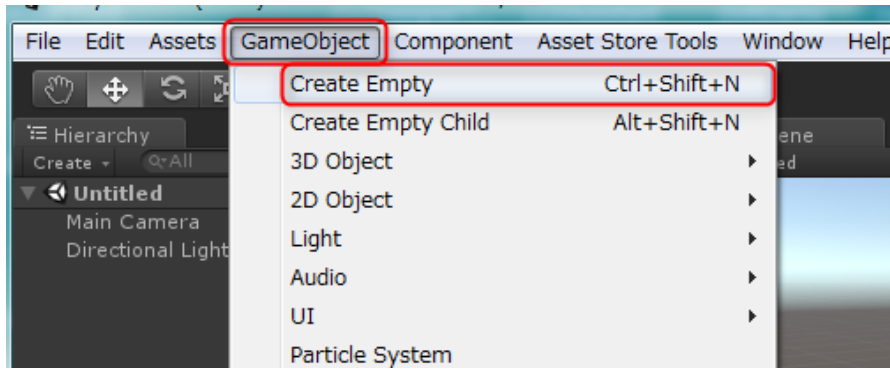 File Edit Assets GameObject Component Asset Store Tools Window Help
Create Empty Ctrl+Shift+N
Hierarchy
Create Empty Child Alt+Shift+N
Create All
3D Object
Untitled
2D Object
Main Camera
Light
Directional Light
Audio
UI
Particle System